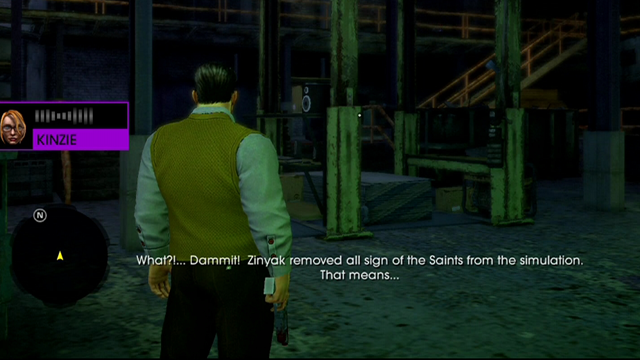 KINZIE
N
What?!... Dammit!  Zinyak removed all sign of the Saints from the simulation.
That means...